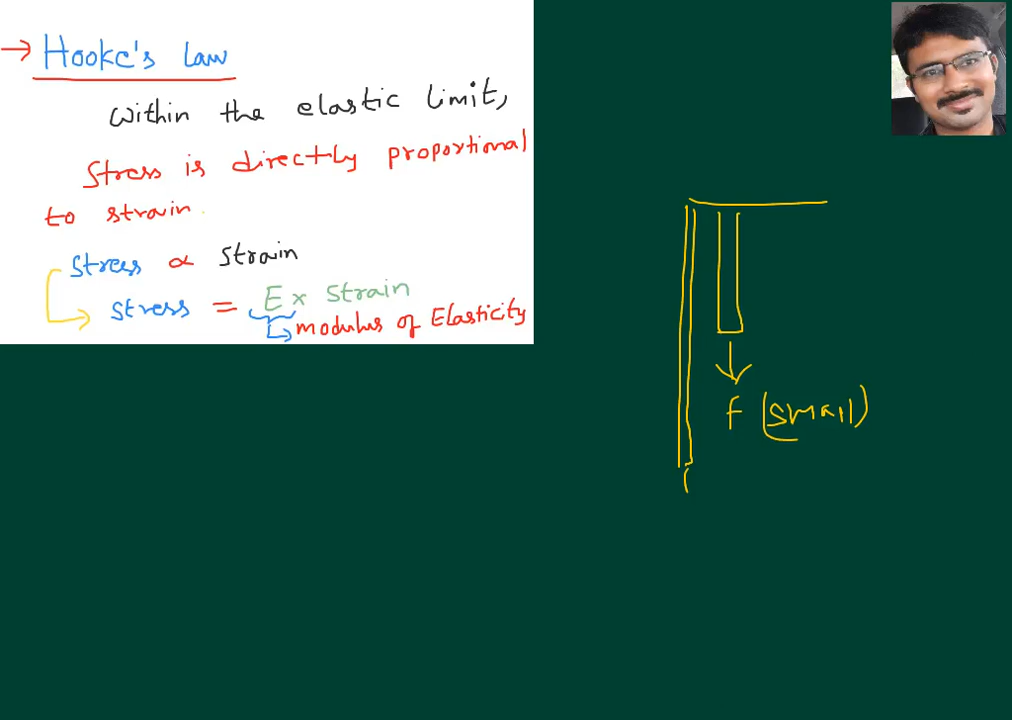 → Hooke's law
Within the elastic limit,
Stress is directly proportional
to strain.
Stress ∝ Strain
Stress = E x Strain
modulus of Elasticity
F (small)